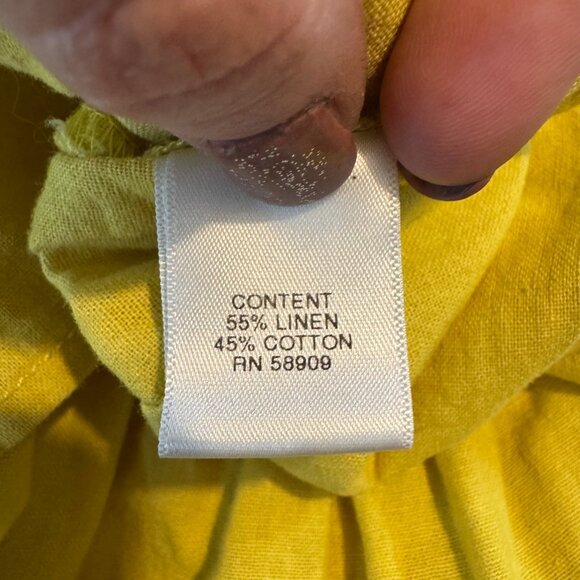 CONTENT
55% LINEN
45% COTTON
RN 58909